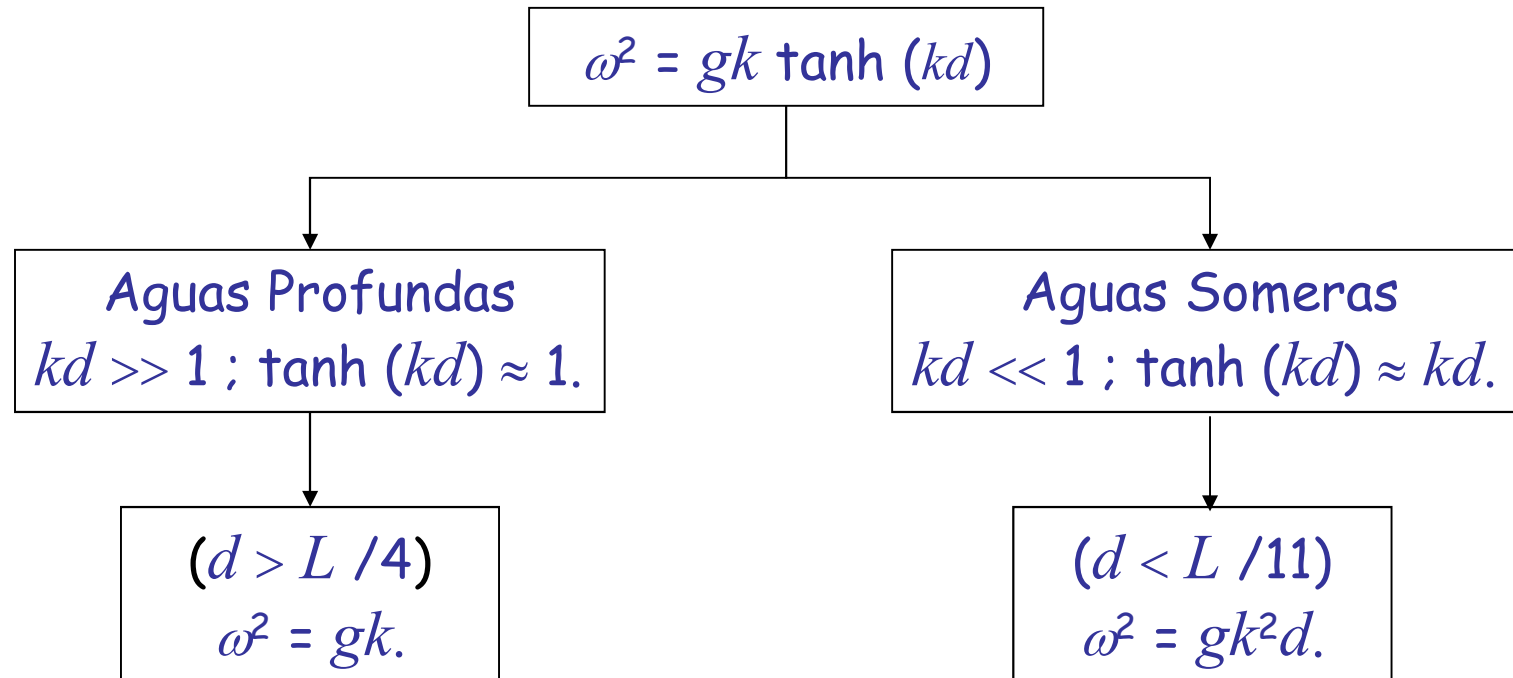 ω² = gk tanh (kd)
Aguas Profundas
kd >> 1 ; tanh (kd) ≈ 1.
(d > L /4)
ω² = gk.
Aguas Someras
kd << 1 ; tanh (kd) ≈ kd.
(d < L /11)
ω² = gk²d.